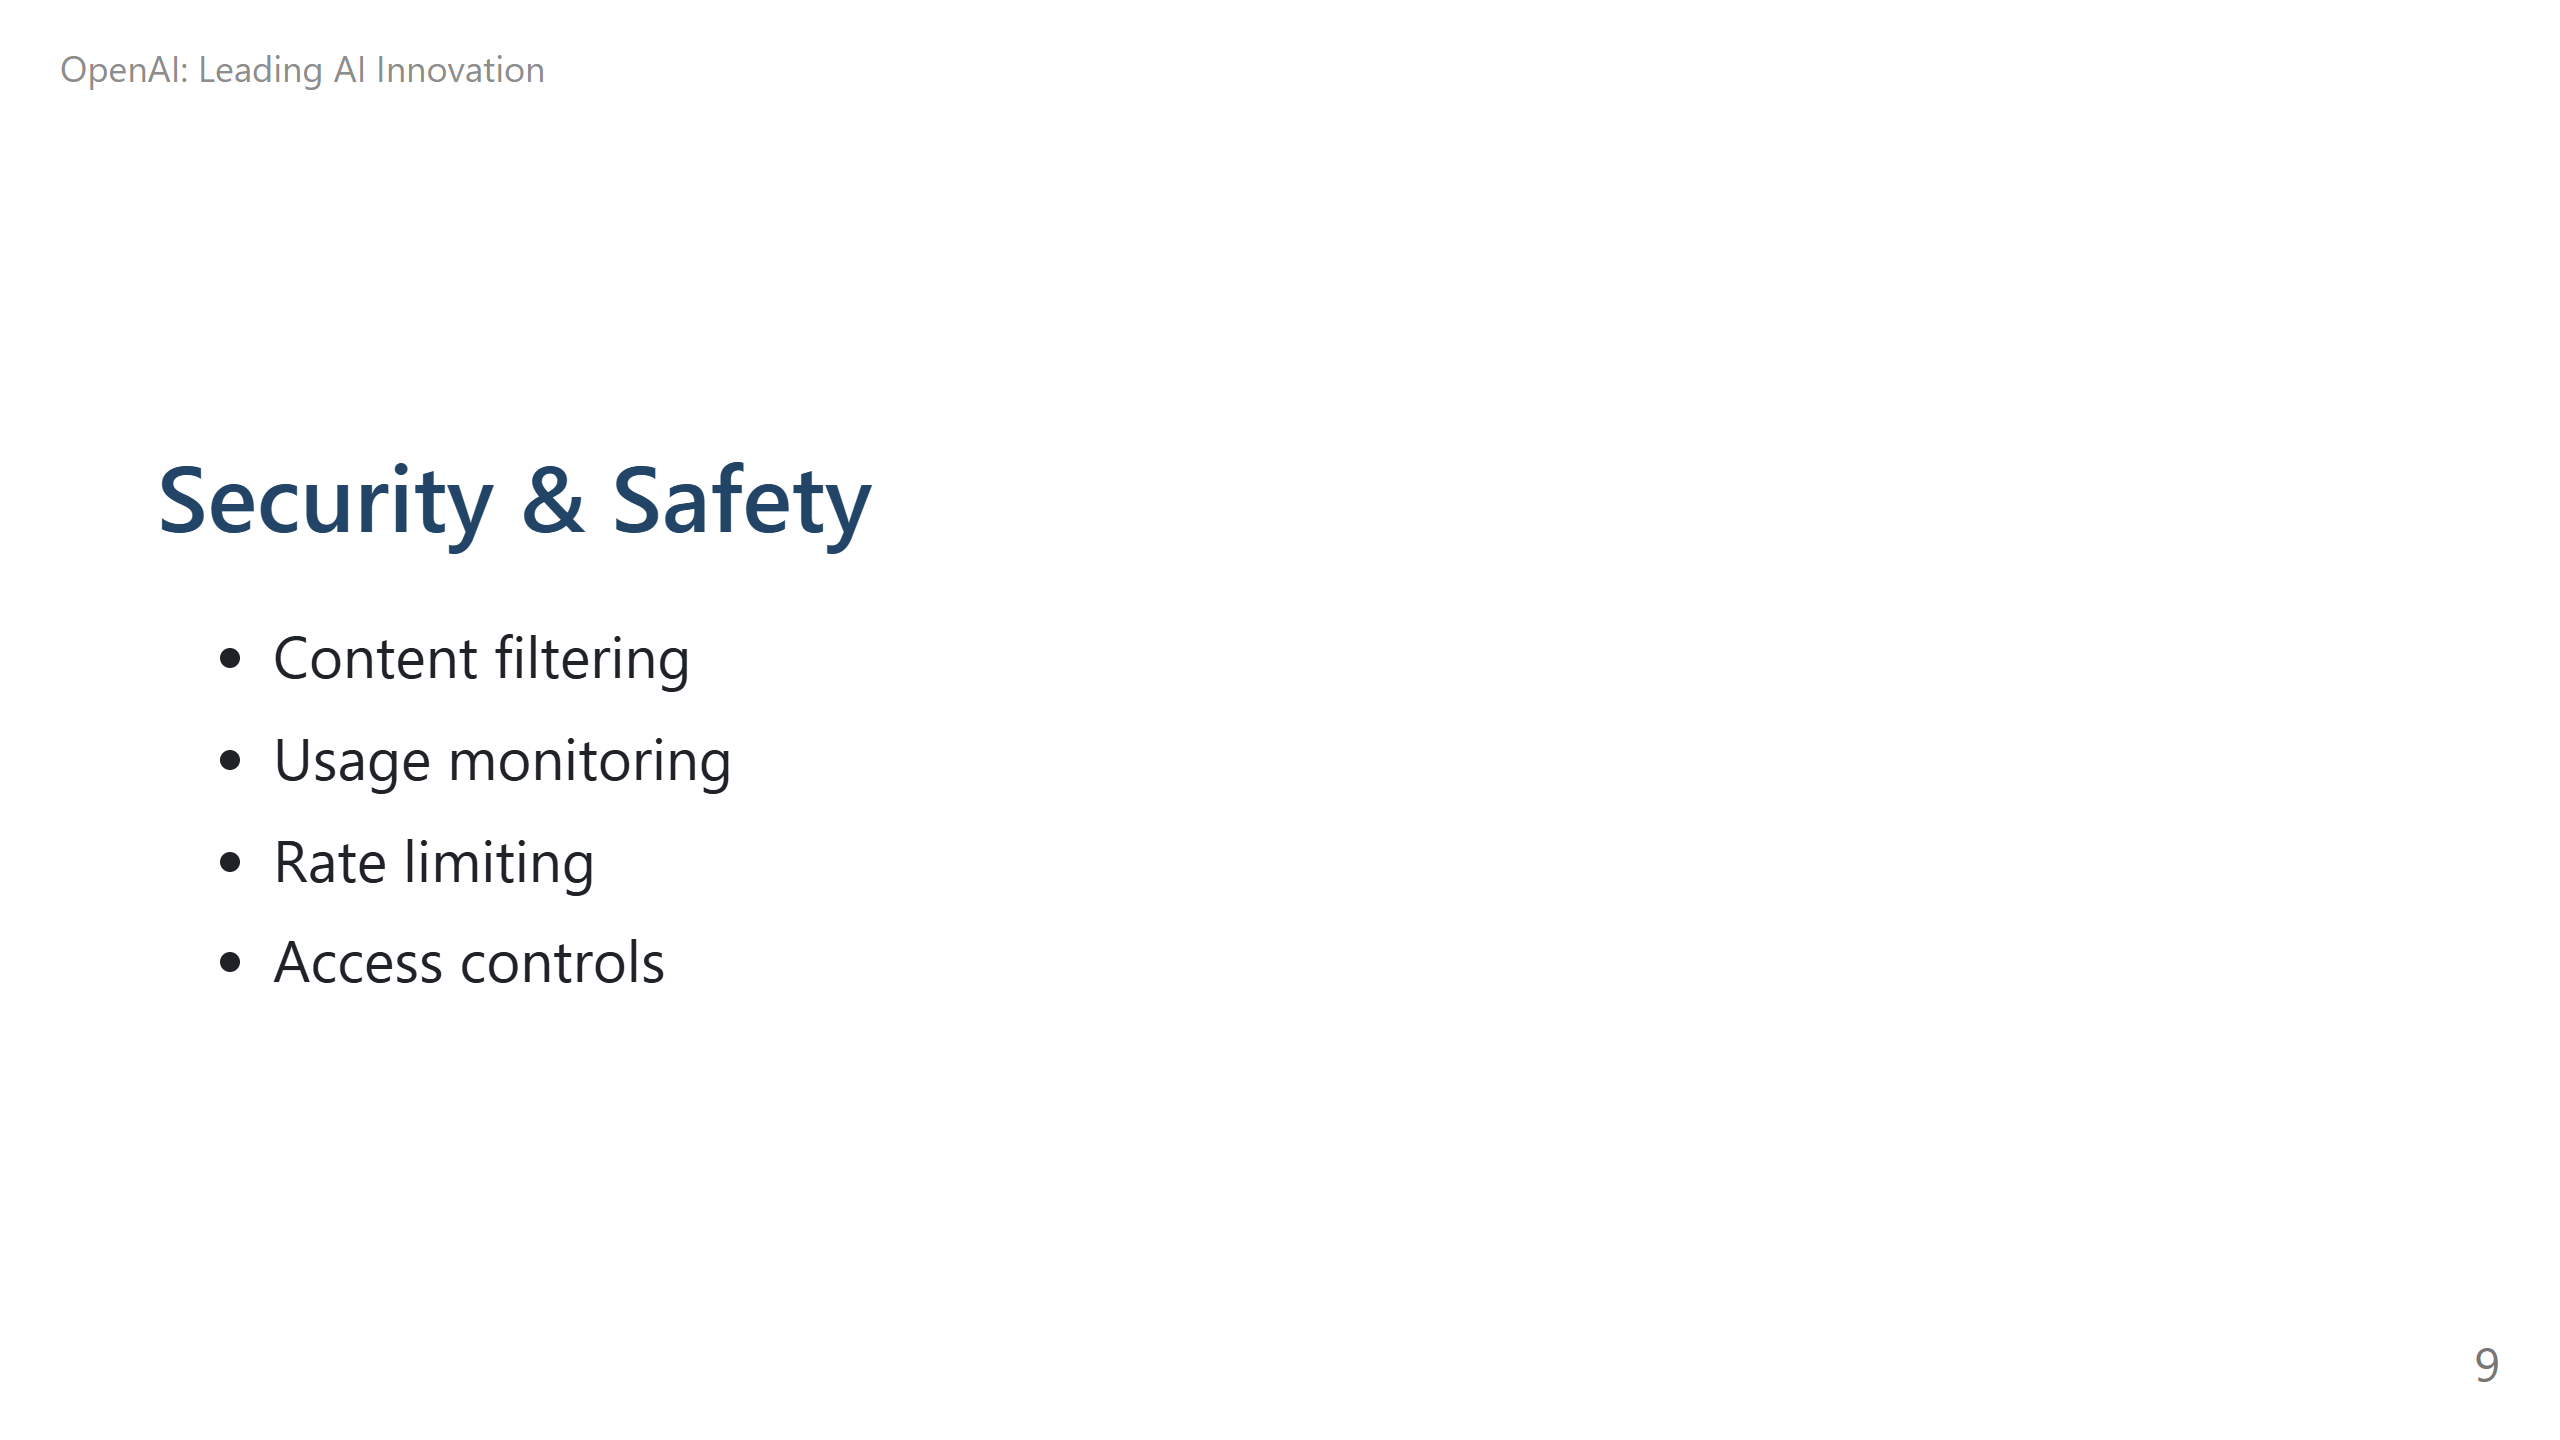 OpenAI: Leading AI Innovation
Security & Safety
• Content filtering
• Usage monitoring
• Rate limiting
• Access controls
9